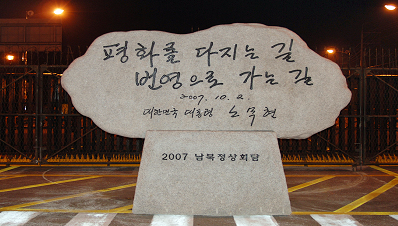 평화를 다지는 길
번영으로 가는 길
2007. 10. 2.
대한민국 대통령 노무현
2007 남북정상회담